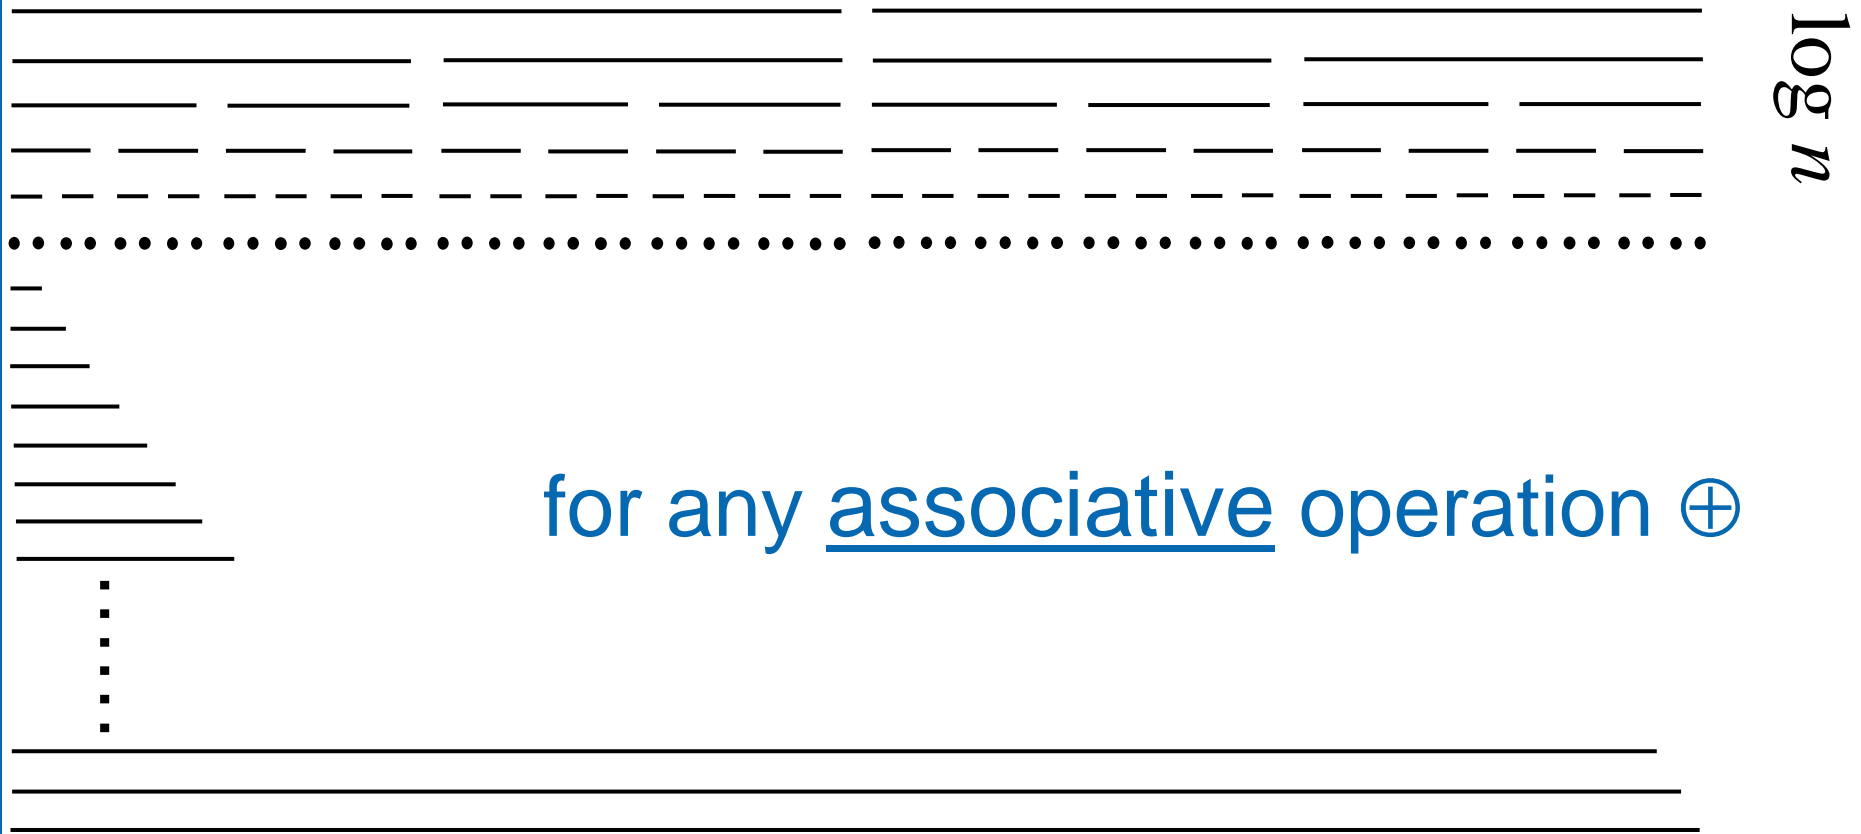 log n
for any associative operation ⊕